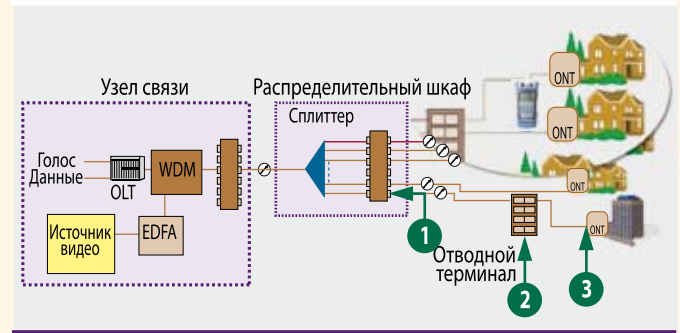 Узел связи
Распределительный шкаф
Сплиттер
Голос
Данные
OLT
WDM
Источник
видео
EDFA
ONT
ONT
ONT
ONT
Отводной
терминал
1
2
3